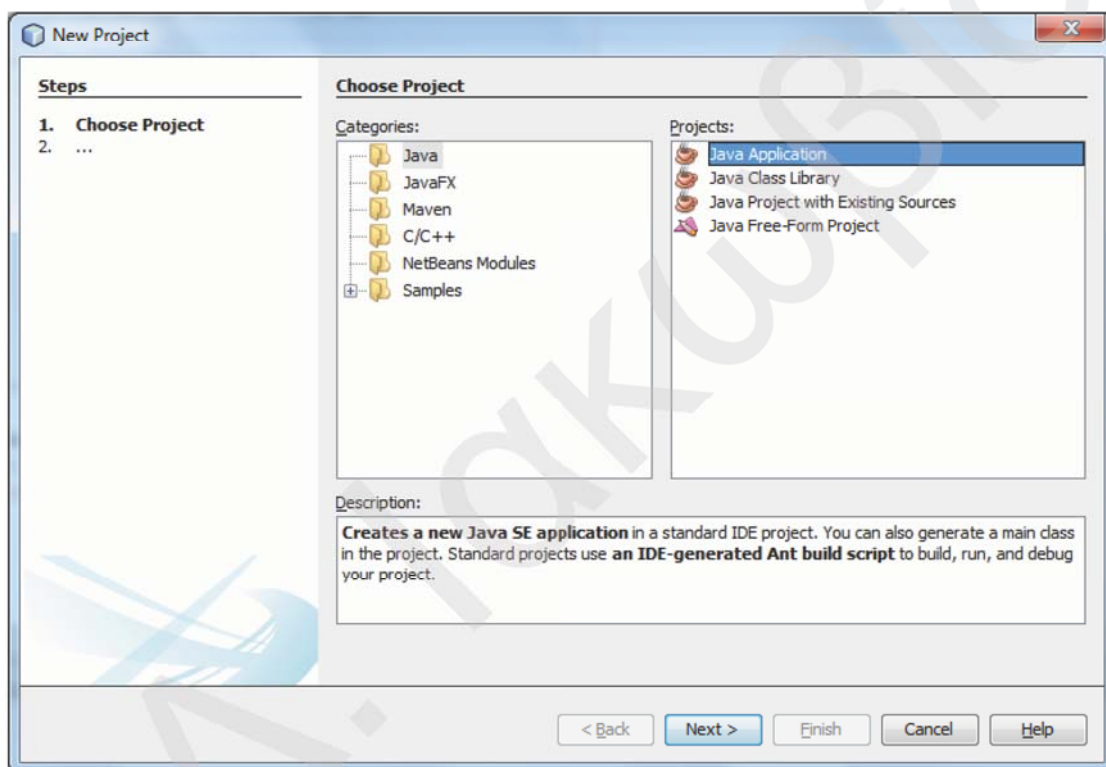 New Project
Steps
1. Choose Project
2. ...
Choose Project
Categories:
Java
JavaFX
Maven
C/C++
NetBeans Modules
Samples
Projects:
Java Application
Java Class Library
Java Project with Existing Sources
Java Free-Form Project
Description:
Creates a new Java SE application in a standard IDE project. You can also generate a main class
in the project. Standard projects use an IDE-generated Ant build script to build, run, and debug
your project.
< Back
Next >
Finish
Cancel
Help